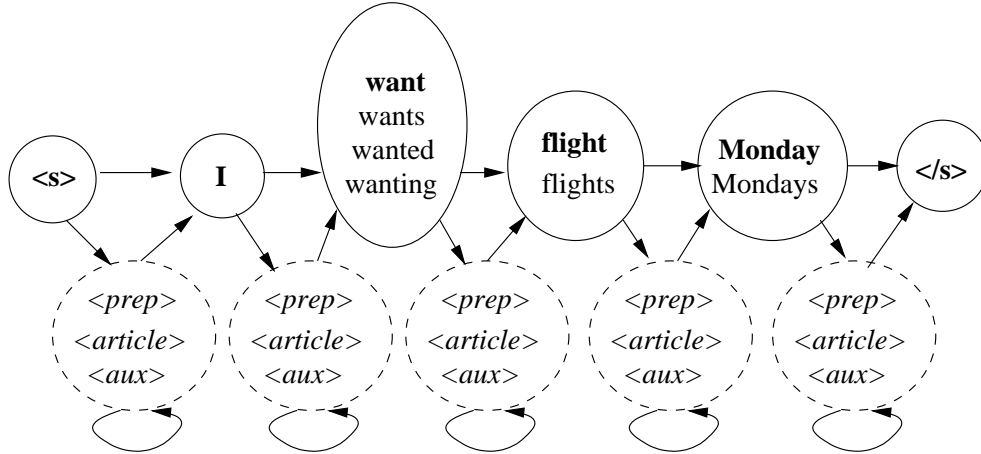 <s>
I
want
wants
wanted
wanting
flight
flights
Monday
Mondays
</s>
<prep>
<article>
<aux>
<prep>
<article>
<aux>
<prep>
<article>
<aux>
<prep>
<article>
<aux>
<prep>
<article>
<aux>